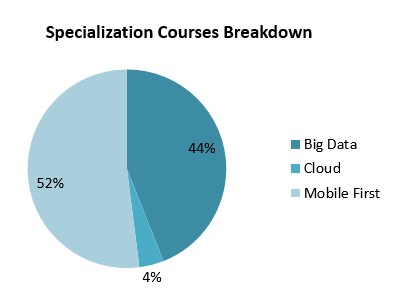 Specialization Courses Breakdown
44%
Big Data
Cloud
52%
Mobile First
4%